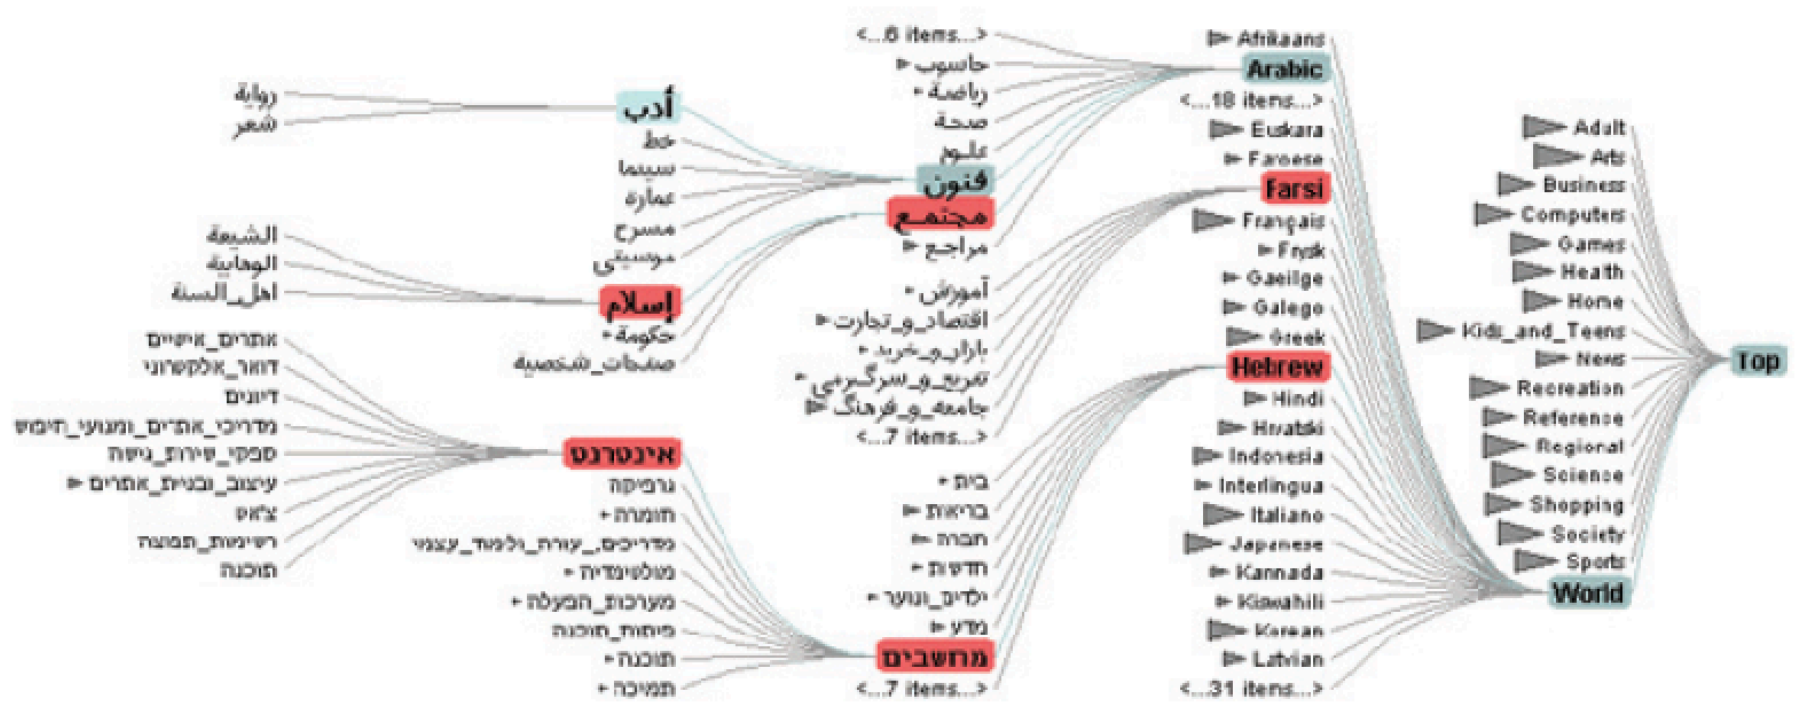 Top
Adult
Arts
Business
Computers
Games
Health
Home
Kids_and_Teens
News
Recreation
Reference
Regional
Science
Shopping
Society
Sports
World
Afrikaans
Arabic
<...18 items...>
Euskara
Faroese
Farsi
Français
Frysk
Gaeilge
Galego
Greek
Hebrew
Hindi
Hrvatski
Indonesia
Interlingua
Italiano
Japanese
Kannada
Kiswahili
Korean
Latvian
<...31 items...>
<...6 items...>
حاسوب
رياضة
صحة
علوم
فنون
مجتمع
مراجع
آموزش
اقتصاد_و_تجارت
بازار_و_خرید
تفریح_و_سرگرمی
جامعه_و_فرهنگ
<...7 items...>
בית
בריאות
חברה
חדשות
ילדים_ונוער
מדע
מחשבים
<...7 items...>
أدب
خط
سينما
عمارة
مسرح
موسيقى
إسلام
حكومة
صفحات_شخصية
אינטרנט
גרפיקה
חומרה
מדריכים,_עזרה_ולימוד_עצמי
מולטימדיה
מערכות_הפעלה
פיתוח_תוכנה
תוכנה
תמיכה
رواية
شعر
الشيعة
الوهابية
اهل_السنة
אתרים_אישיים
דואר_אלקטרוני
דיונים
מדריכי_אתרים_ומנועי_חיפוש
ספקי_שירות_גישה
עיצוב_ובניית_אתרים
צ'אט
רשימות_תפוצה
תוכנה